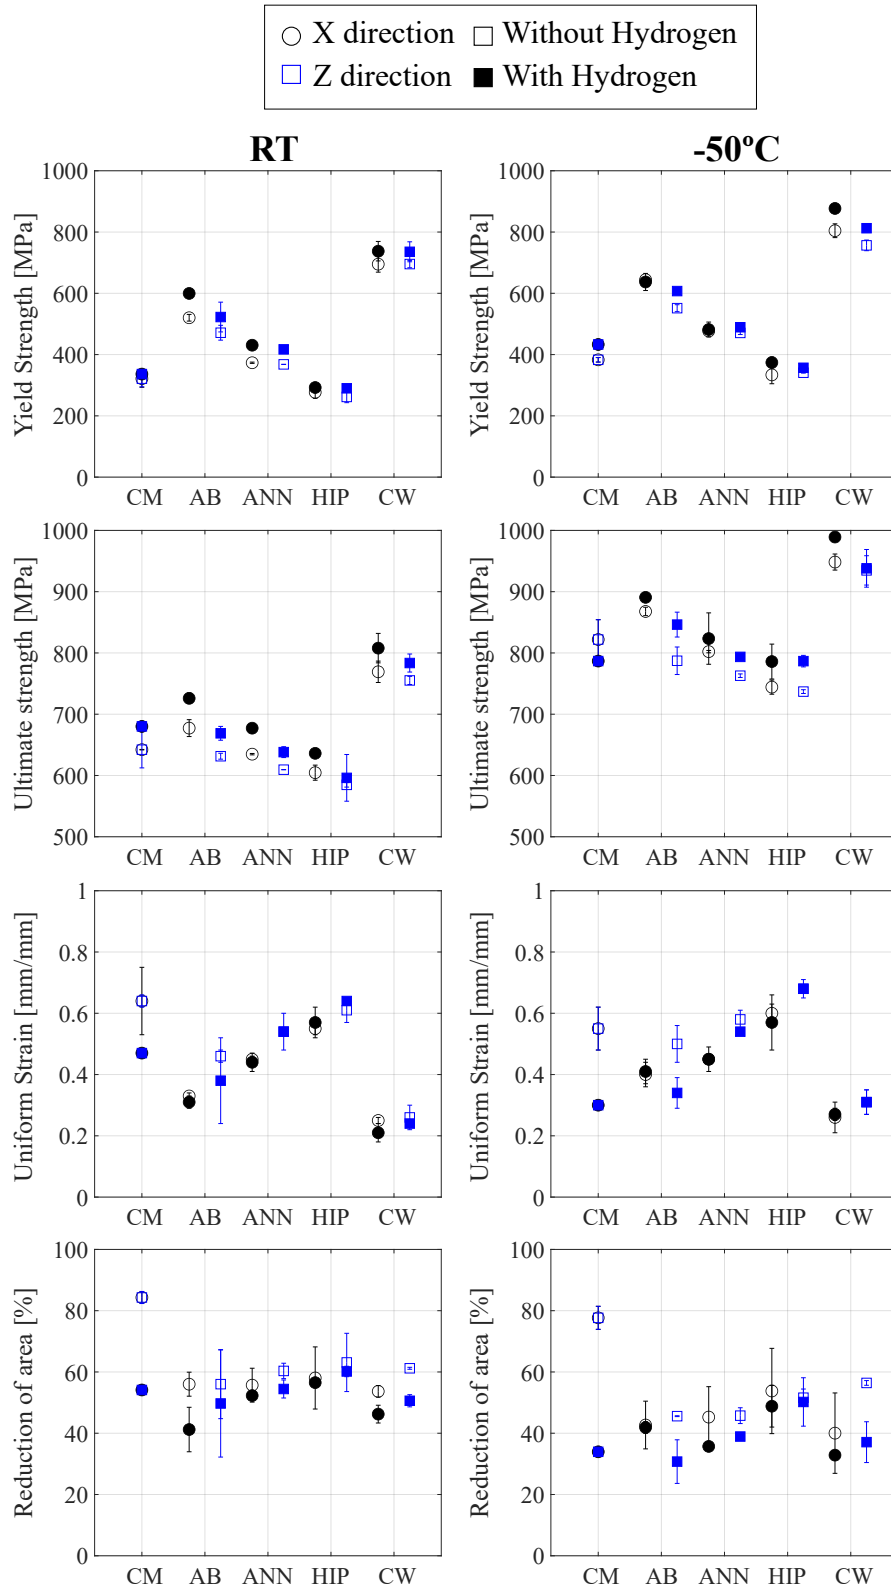 X direction
Without Hydrogen
Z direction
With Hydrogen
RT
-50ºC
Yield Strength [MPa]
1000
800
600
400
200
0
CM AB ANN HIP CW
Yield Strength [MPa]
1000
800
600
400
200
0
CM AB ANN HIP CW
Ultimate strength [MPa]
1000
900
800
700
600
500
CM AB ANN HIP CW
Ultimate strength [MPa]
1000
900
800
700
600
500
CM AB ANN HIP CW
Uniform Strain [mm/mm]
1
0.8
0.6
0.4
0.2
0
CM AB ANN HIP CW
Uniform Strain [mm/mm]
1
0.8
0.6
0.4
0.2
0
CM AB ANN HIP CW
Reduction of area [%]
100
80
60
40
20
0
CM AB ANN HIP CW
Reduction of area [%]
100
80
60
40
20
0
CM AB ANN HIP CW